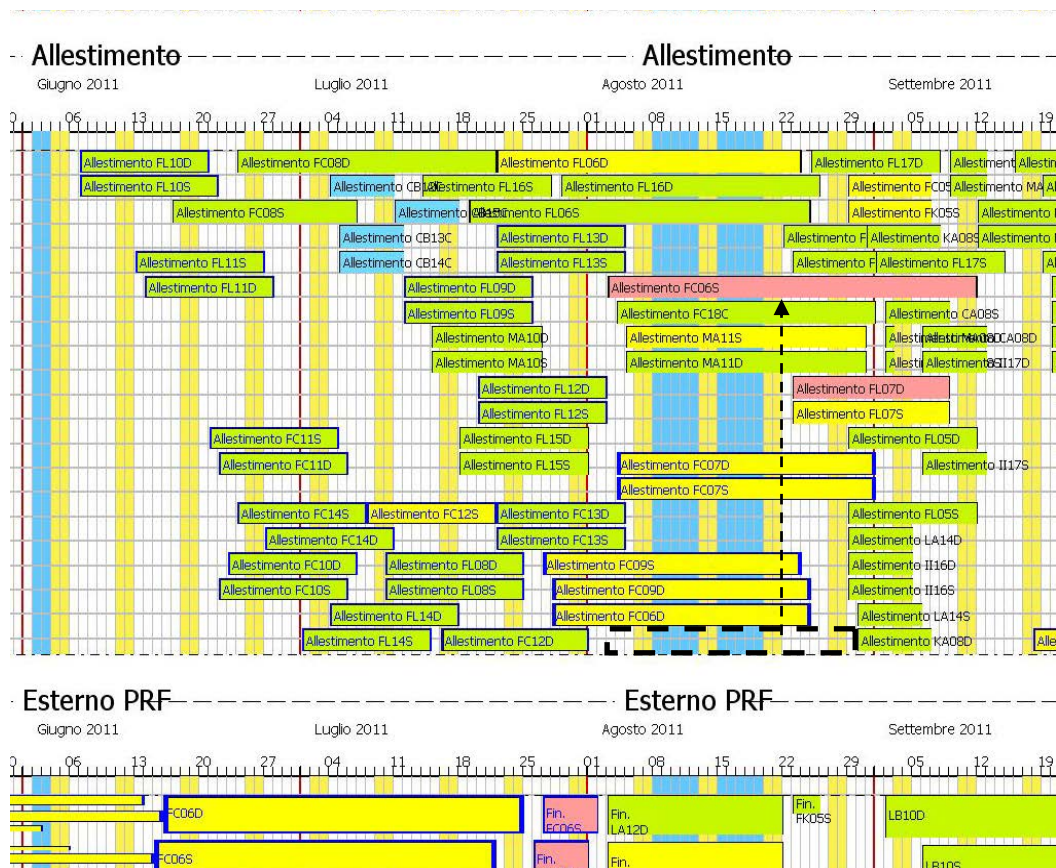 Allestimento Allestimento
Giugno 2011 Luglio 2011 Agosto 2011 Settembre 2011
06 13 20 27 04 11 18 25 01 08 15 22 29 05 12 19
Allestimento FL10D Allestimento FC08D Allestimento FL06D Allestimento FL17D
Allestimento FL10S Allestimento FL16S Allestimento FL16D
Allestimento FC08S Allestimento FL06S Allestimento FK05S
Allestimento CB13C Allestimento FL13D Allestimento F Allestimento KA08S
Allestimento FL11S Allestimento CB14C Allestimento FL13S Allestimento F Allestimento FL17S
Allestimento FL11D Allestimento FL09D Allestimento FC06S
Allestimento FL09S Allestimento FC18C Allestimento CA08S
Allestimento MA10D Allestimento MA11S
Allestimento MA10S Allestimento MA11D
Allestimento FL12D Allestimento FL07D
Allestimento FL12S Allestimento FL07S
Allestimento FC11S Allestimento FL15D Allestimento FL05D
Allestimento FC11D Allestimento FL15S Allestimento FC07D Allestimento II17S
Allestimento FC07S
Allestimento FC14S Allestimento FC12S Allestimento FC13D Allestimento FL05S
Allestimento FC14D Allestimento FC13S Allestimento LA14D
Allestimento FC10D Allestimento FL08D Allestimento FC09S Allestimento II16D
Allestimento FC10S Allestimento FL08S Allestimento FC09D Allestimento II16S
Allestimento FL14D Allestimento FC06D Allestimento LA14S
Allestimento FL14S Allestimento FC12D Allestimento KA08D Alle
Esterno PRF Esterno PRF
Giugno 2011 Luglio 2011 Agosto 2011 Settembre 2011
06 13 20 27 04 11 18 25 01 08 15 22 29 05 12 19
FC06D Fin. FC06S Fin. LA12D Fin. FK05S LB10D
FC06S Fin. Fin. LB10S